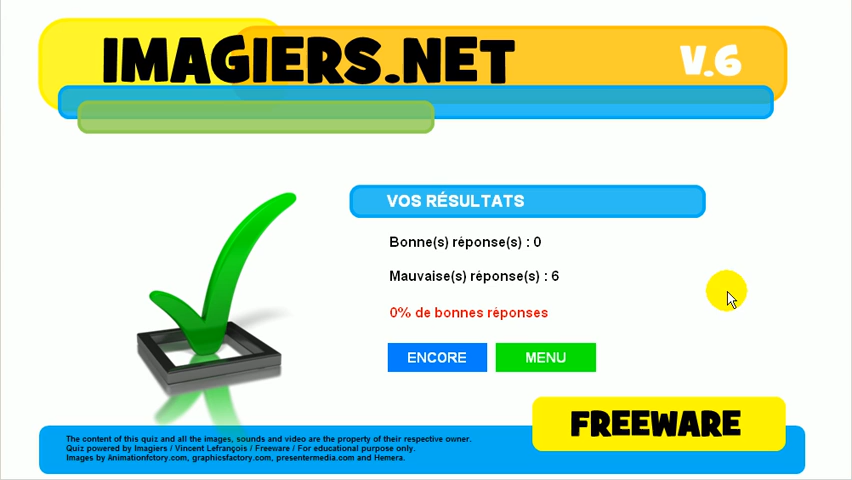 IMAGIERS.NET
V.6
VOS RÉSULTATS
Bonne(s) réponse(s) : 0
Mauvaise(s) réponse(s) : 6
0% de bonnes réponses
ENCORE
MENU
FREEWARE
The content of this quiz and all the images, sounds and video are the property of their respective owner.
Quiz powered by Imagiers / Vincent Lefrançois / Freeware / For educational purpose only.
Images by Animationfctory.com, graphicsfactory.com, presentermedia.com and Hemera.